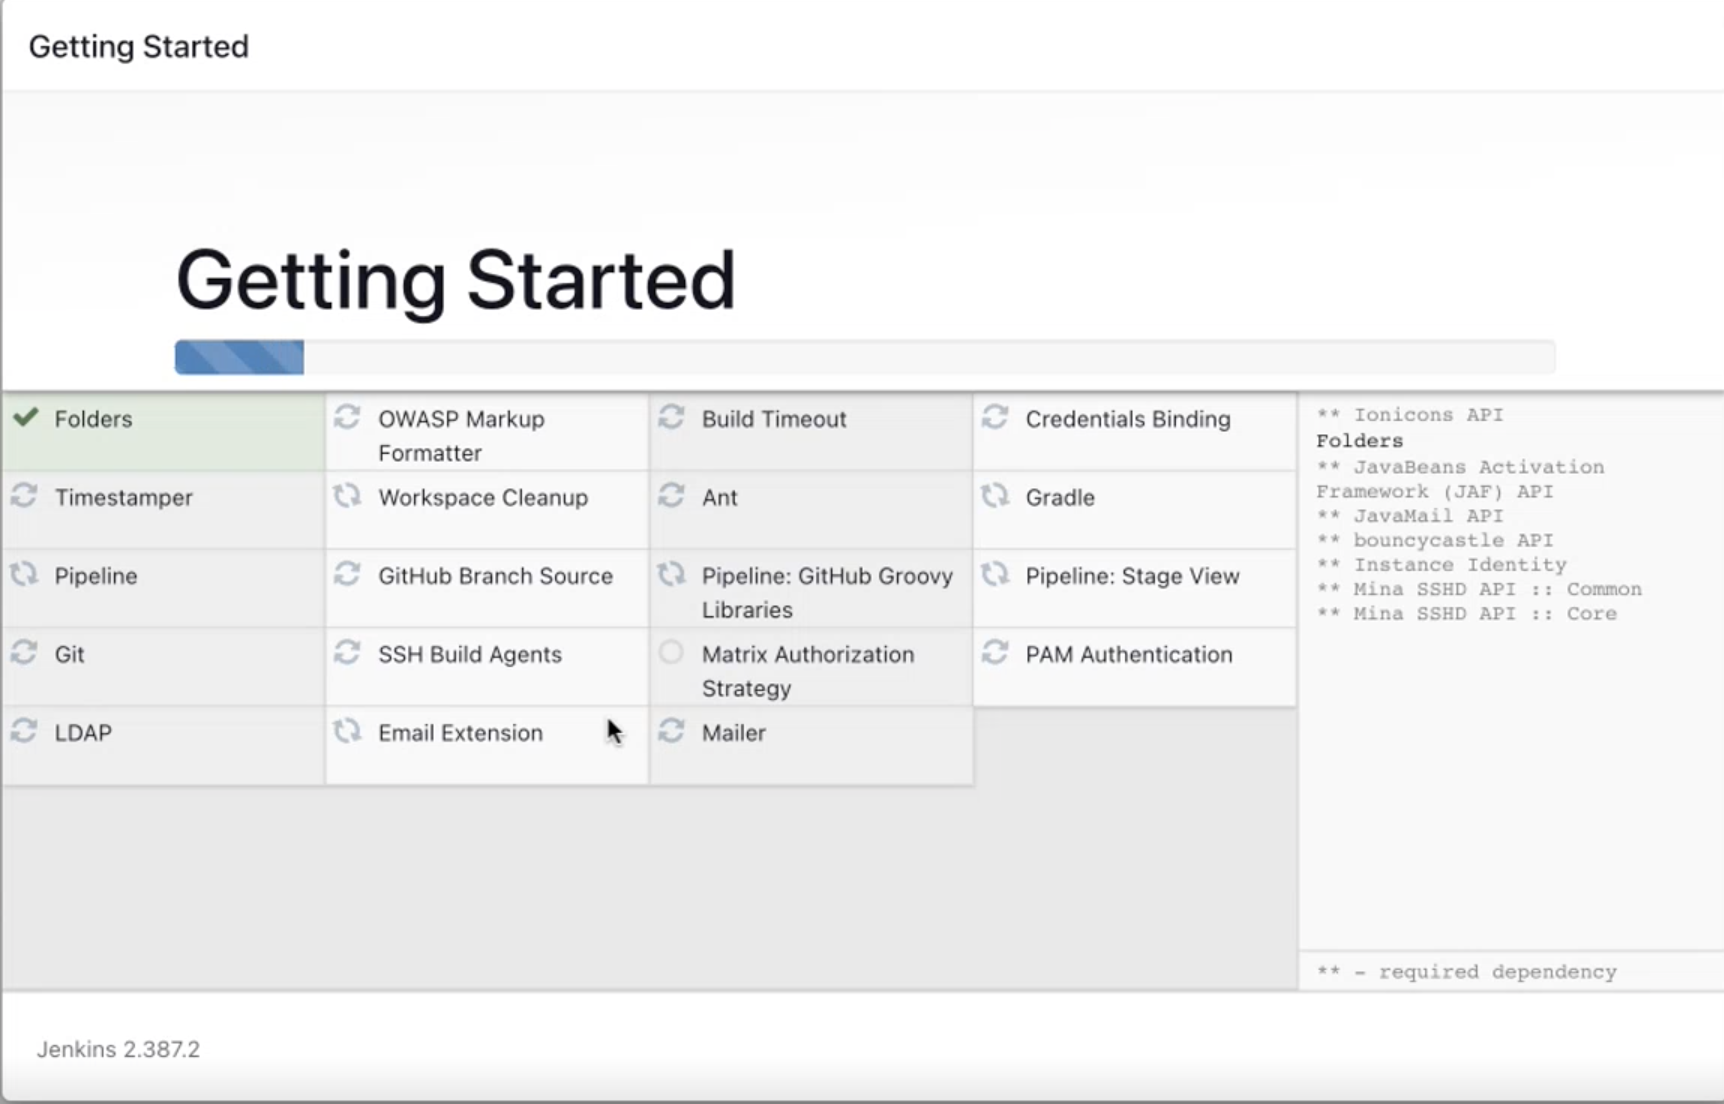 Getting Started
Getting Started
Folders
OWASP Markup
Formatter
Build Timeout
Credentials Binding
Timestamper
Workspace Cleanup
Ant
Gradle
Pipeline
GitHub Branch Source
Pipeline: GitHub Groovy
Libraries
Pipeline: Stage View
Git
SSH Build Agents
Matrix Authorization
Strategy
PAM Authentication
LDAP
Email Extension
Mailer
** Ionicons API
Folders
** JavaBeans Activation
Framework (JAF) API
** JavaMail API
** bouncycastle API
** Instance Identity
** Mina SSHD API :: Common
** Mina SSHD API :: Core
** - required dependency
Jenkins 2.387.2